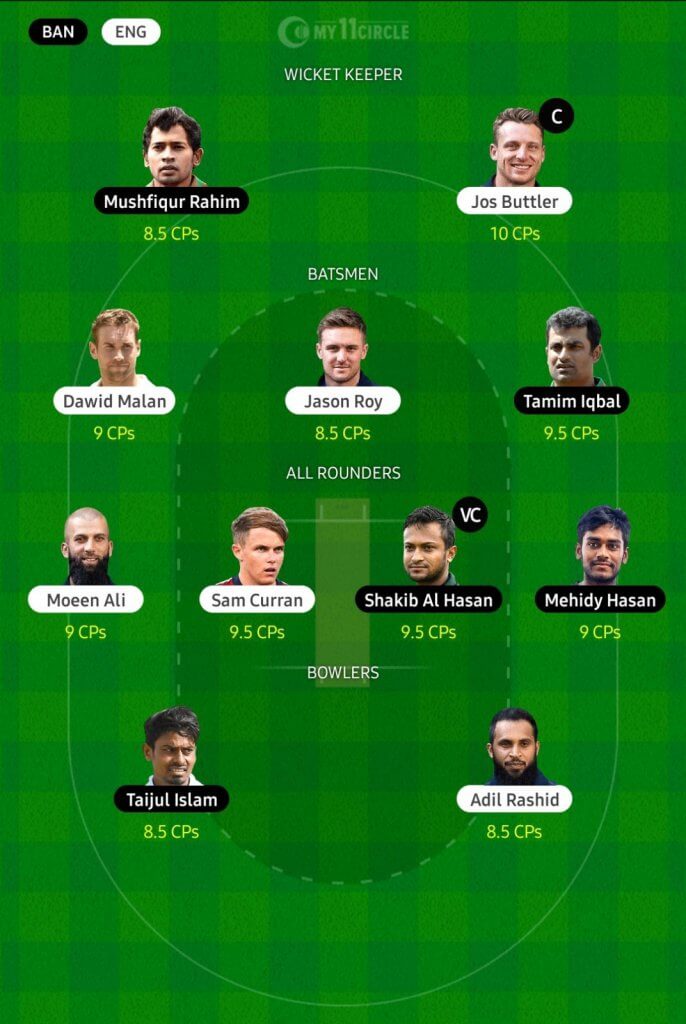 BAN ENG MY11CIRCLE
WICKET KEEPER
C
Mushfiqur Rahim Jos Buttler
8.5 CPs 10 CPs
BATSMEN
Dawid Malan Jason Roy Tamim Iqbal
9 CPs 8.5 CPs 9.5 CPs
ALL ROUNDERS
VC
Moeen Ali Sam Curran Shakib Al Hasan Mehidy Hasan
9 CPs 9.5 CPs 9.5 CPs 9 CPs
BOWLERS
Taijul Islam Adil Rashid
8.5 CPs 8.5 CPs